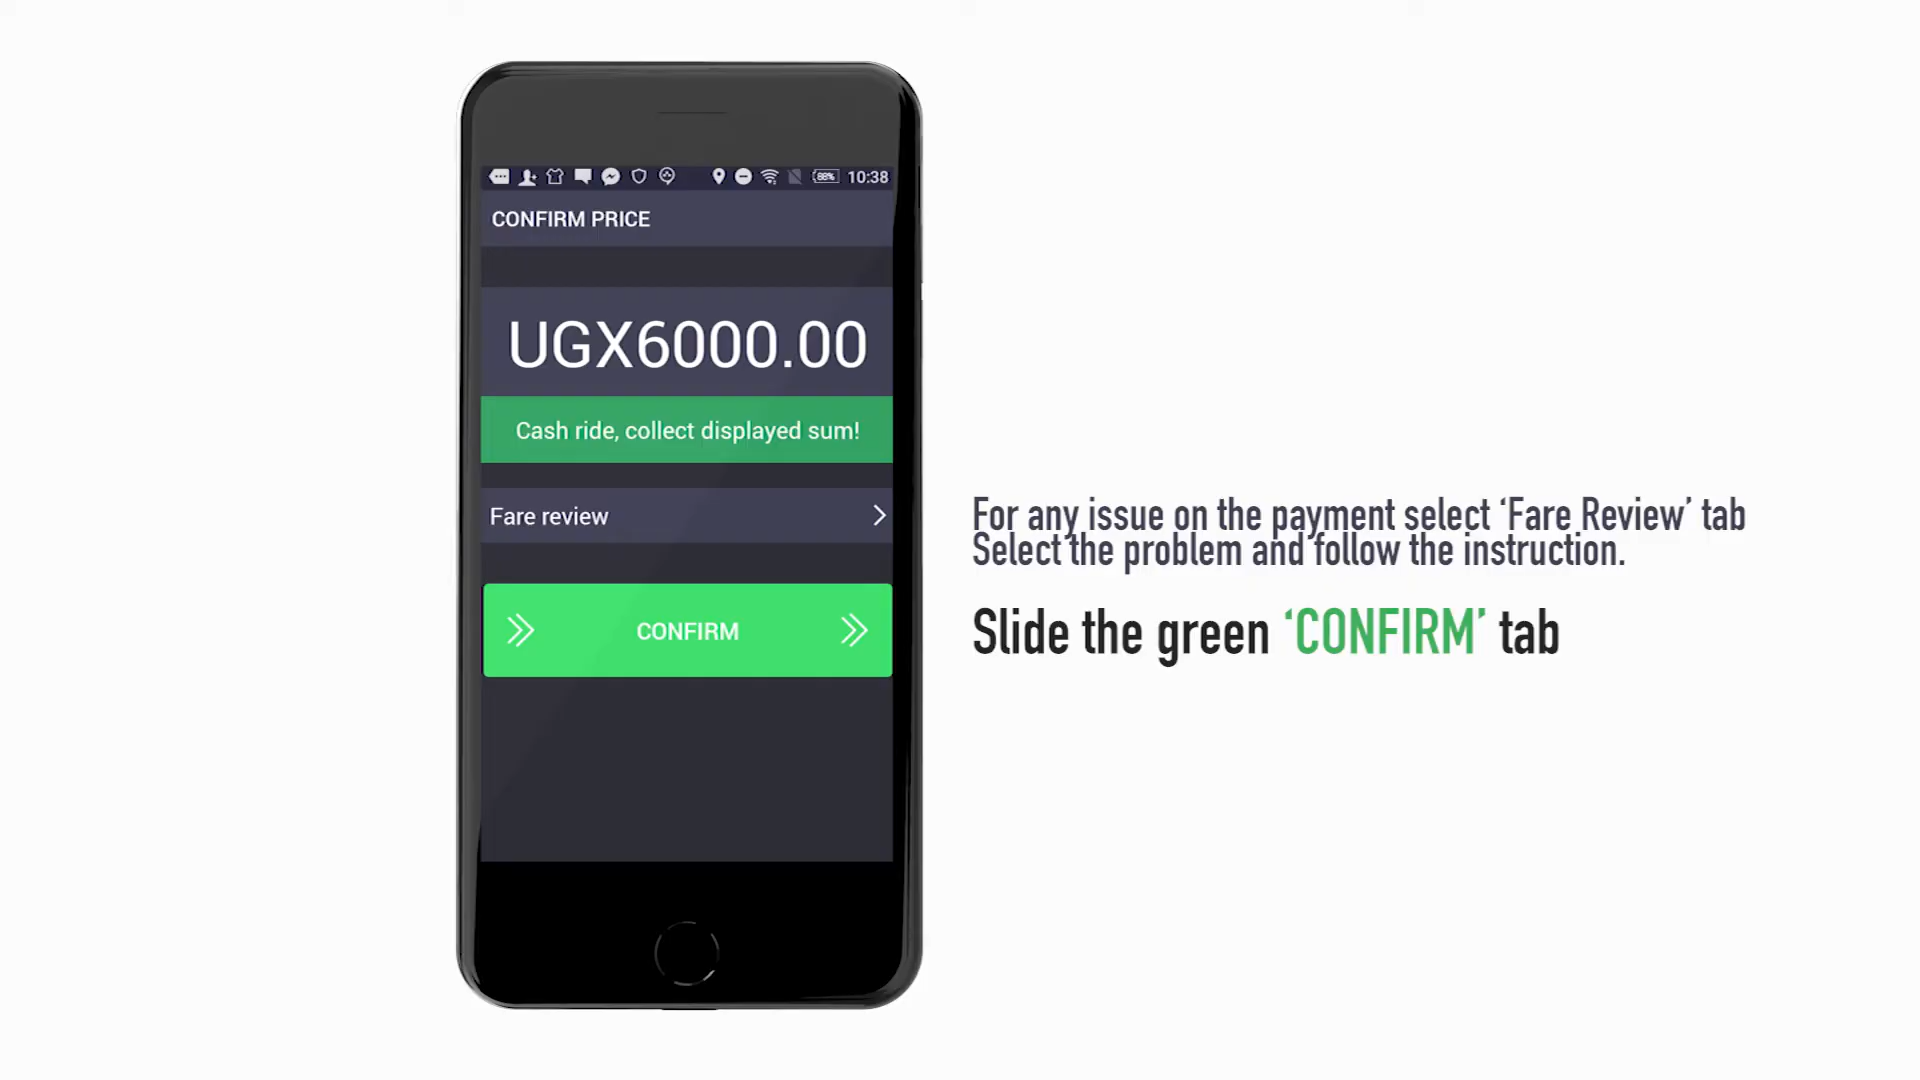 88% 10:38
CONFIRM PRICE
UGX6000.00
Cash ride, collect displayed sum!
Fare review
CONFIRM
For any issue on the payment select ‘Fare Review’ tab
Select the problem and follow the instruction.
Slide the green ‘CONFIRM’ tab